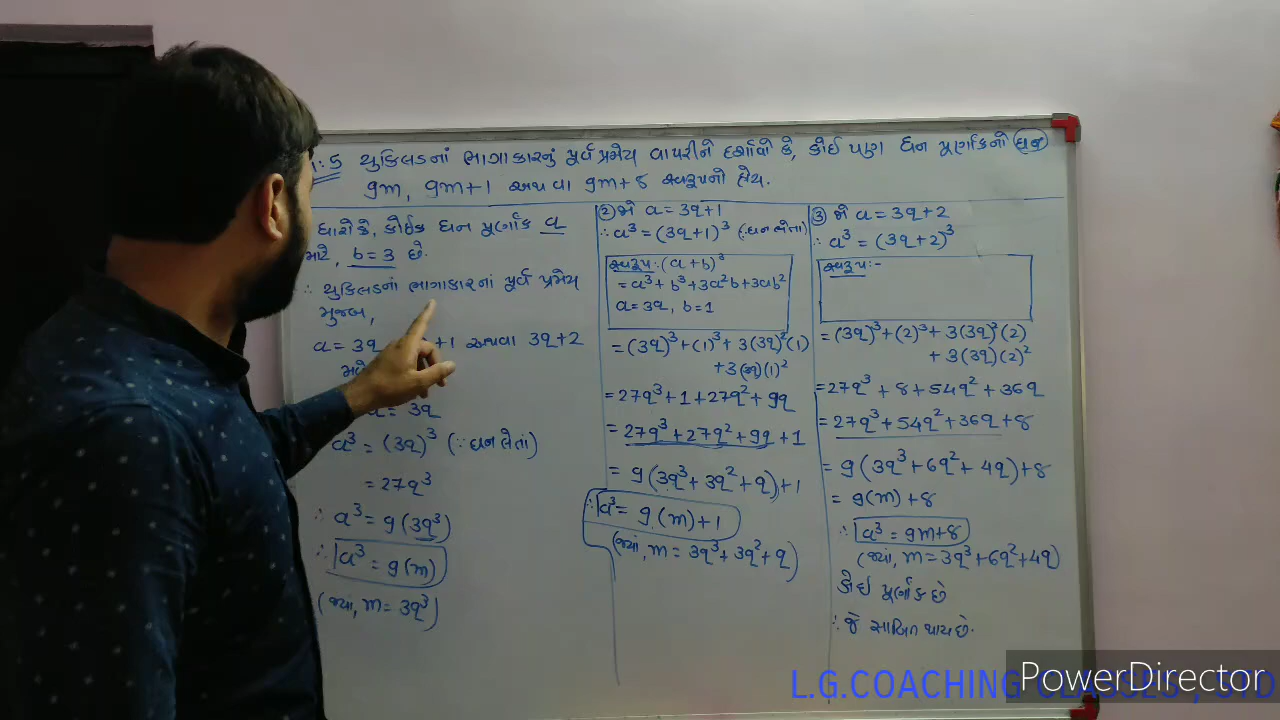 5 યુક્લિડનાં ભાગાકારનું પૂર્વ પ્રમેય વાપરીને દર્શાવો કે, કોઈ પણ ધન પૂર્ણાંકનો ઘન
9m, 9m+1 અથવા 9m+8 સ્વરૂપનો હોય.
ધારો કે, કોઈક ધન પૂર્ણાંક a
માટે, b = 3 છે.
∴ યુક્લિડનાં ભાગાકારનાં પૂર્વ પ્રમેય
મુજબ,
a = 3q +1 અથવા 3q+2
= 3q
a³ = (3q)³ (∵ ઘન લેતાં)
= 27q³
∴ a³ = 9(3q³)
∴ a³ = 9(m)
(જ્યાં, m = 3q³)
② જો a = 3q+1
∴ a³ = (3q+1)³ (∵ ઘન લેતાં)
સ્વરૂપ:- (a+b)³
= a³+b³+3a²b+3ab²
a=3q, b=1
= (3q)³+(1)³+3(3q)²(1)
+3(3q)(1)²
= 27q³+1+27q²+9q
= 27q³+27q²+9q+1
= 9(3q³+3q²+q)+1
∴ a³ = 9(m)+1
(જ્યાં, m = 3q³+3q²+q)
③ જો a = 3q+2
∴ a³ = (3q+2)³
સ્વરૂપ:-
= (3q)³+(2)³+3(3q)²(2)
+3(3q)(2)²
= 27q³+8+54q²+36q
= 27q³+54q²+36q+8
= 9(3q³+6q²+4q)+8
= 9(m)+8
∴ a³ = 9m+8
(જ્યાં, m = 3q³+6q²+4q)
કોઈ પૂર્ણાંક છે
∴ જે સાબિત થાય છે.
L.G.COACHING CLASSES, STD
PowerDirector